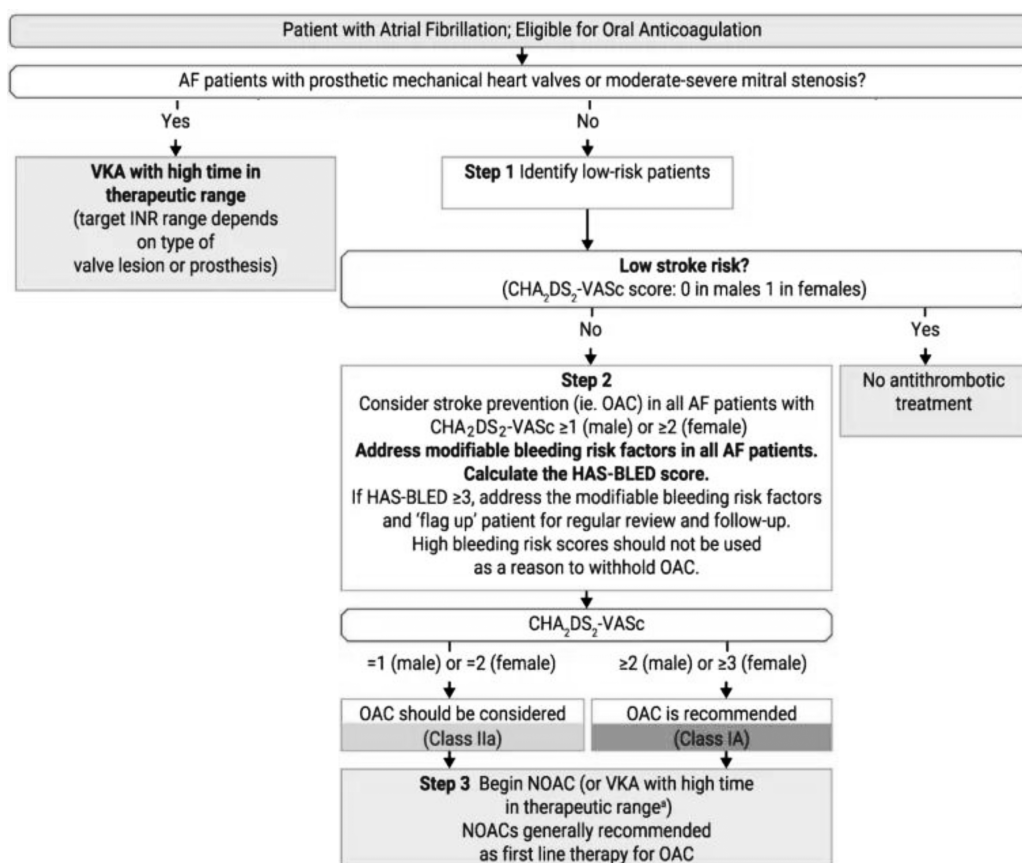 Patient with Atrial Fibrillation; Eligible for Oral Anticoagulation
AF patients with prosthetic mechanical heart valves or moderate-severe mitral stenosis?
Yes
No
VKA with high time in
therapeutic range
(target INR range depends
on type of
valve lesion or prosthesis)
Step 1 Identify low-risk patients
Low stroke risk?
(CHA₂DS₂-VASc score: 0 in males 1 in females)
No
Yes
Step 2
Consider stroke prevention (ie. OAC) in all AF patients with
CHA₂DS₂-VASc ≥1 (male) or ≥2 (female)
Address modifiable bleeding risk factors in all AF patients.
Calculate the HAS-BLED score.
If HAS-BLED ≥3, address the modifiable bleeding risk factors
and ‘flag up’ patient for regular review and follow-up.
High bleeding risk scores should not be used
as a reason to withhold OAC.
No antithrombotic
treatment
CHA₂DS₂-VASc
=1 (male) or =2 (female)
≥2 (male) or ≥3 (female)
OAC should be considered
(Class IIa)
OAC is recommended
(Class IA)
Step 3 Begin NOAC (or VKA with high time
in therapeutic rangeᵃ)
NOACs generally recommended
as first line therapy for OAC